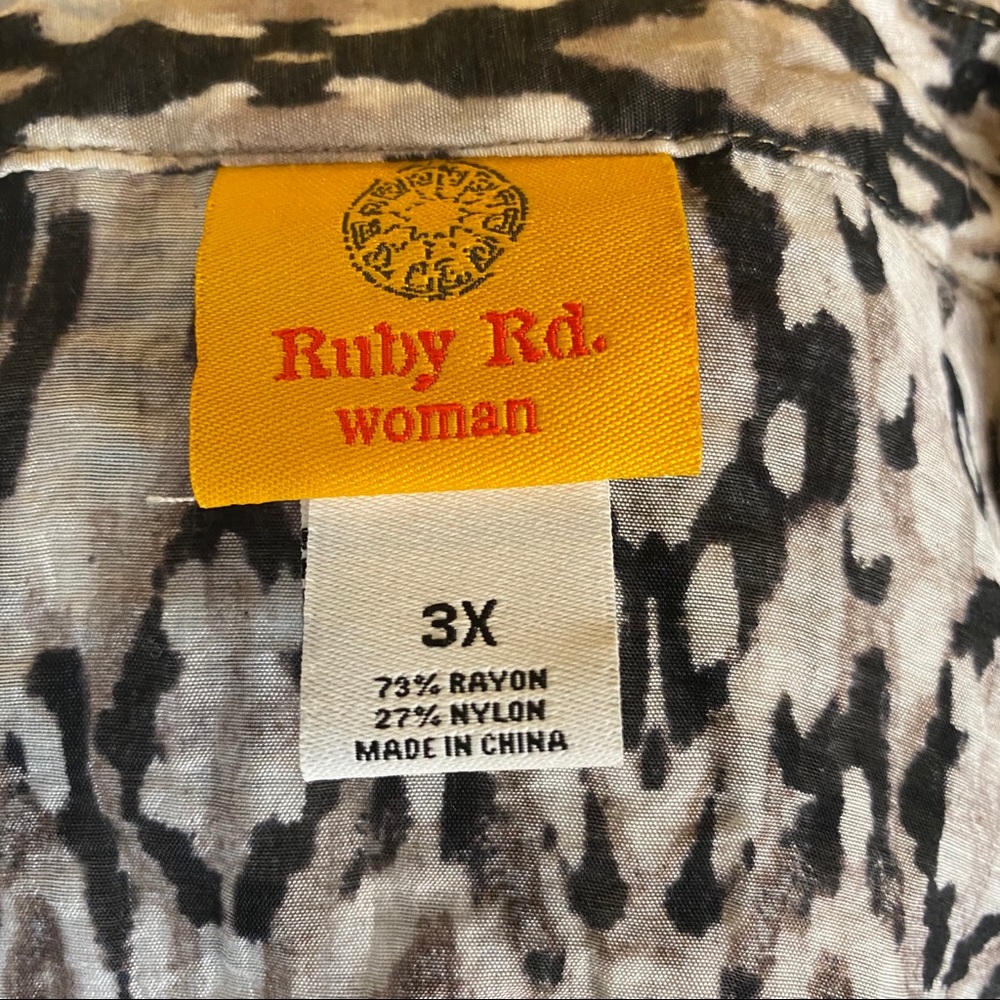 Ruby Rd.
woman
3X
73% RAYON
27% NYLON
MADE IN CHINA